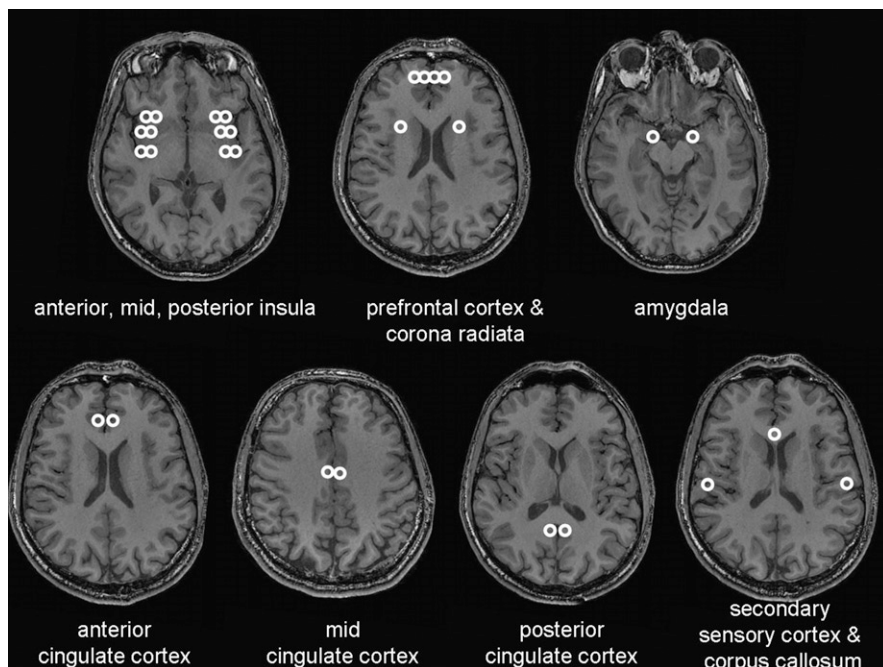 anterior, mid, posterior insula
prefrontal cortex &
corona radiata
amygdala
anterior
cingulate cortex
mid
cingulate cortex
posterior
cingulate cortex
secondary
sensory cortex &
corpus callosum